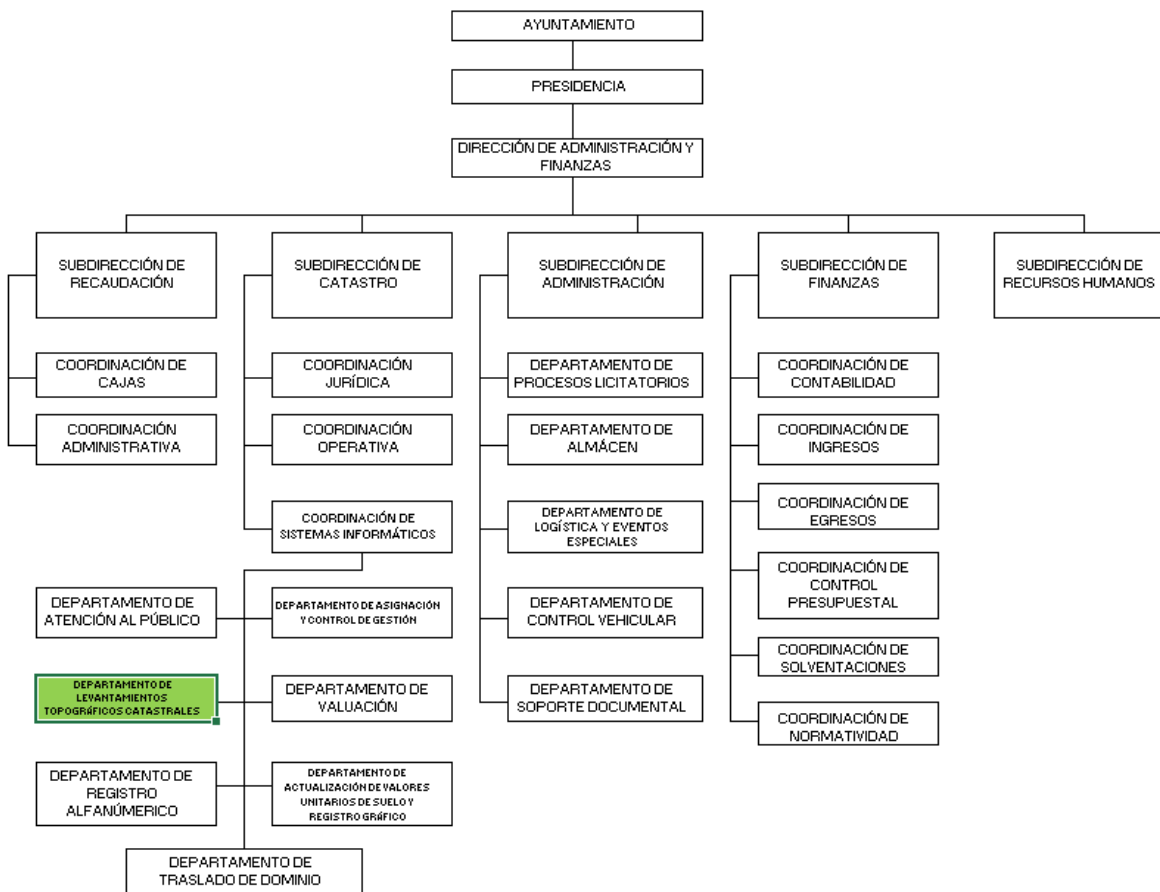 AYUNTAMIENTO
PRESIDENCIA
DIRECCIÓN DE ADMINISTRACIÓN Y
FINANZAS
SUBDIRECCIÓN DE
RECAUDACIÓN
SUBDIRECCIÓN DE
CATASTRO
SUBDIRECCIÓN DE
ADMINISTRACIÓN
SUBDIRECCIÓN DE
FINANZAS
SUBDIRECCIÓN DE
RECURSOS HUMANOS
COORDINACIÓN DE
CAJAS
COORDINACIÓN
JURÍDICA
DEPARTAMENTO DE
PROCESOS LICITATORIOS
COORDINACIÓN DE
CONTABILIDAD
COORDINACIÓN
ADMINISTRATIVA
COORDINACIÓN
OPERATIVA
DEPARTAMENTO DE
ALMÁCEN
COORDINACIÓN DE
INGRESOS
COORDINACIÓN DE
SISTEMAS INFORMÁTICOS
DEPARTAMENTO DE
LOGÍSTICA Y EVENTOS
ESPECIALES
COORDINACIÓN DE
EGRESOS
DEPARTAMENTO DE
ATENCIÓN AL PÚBLICO
DEPARTAMENTO DE ASIGNACIÓN
Y CONTROL DE GESTIÓN
DEPARTAMENTO DE
CONTROL VEHICULAR
COORDINACIÓN DE
CONTROL
PRESUPUESTAL
DEPARTAMENTO DE
LEVANTAMIENTOS
TOPOGRÁFICOS CATASTRALES
DEPARTAMENTO DE
VALUACIÓN
DEPARTAMENTO DE
SOPORTE DOCUMENTAL
COORDINACIÓN DE
SOLVENTACIONES
COORDINACIÓN DE
NORMATIVIDAD
DEPARTAMENTO DE
REGISTRO
ALFANÚMERICO
DEPARTAMENTO DE
ACTUALIZACIÓN DE VALORES
UNITARIOS DE SUELO Y
REGISTRO GRÁFICO
DEPARTAMENTO DE
TRASLADO DE DOMINIO